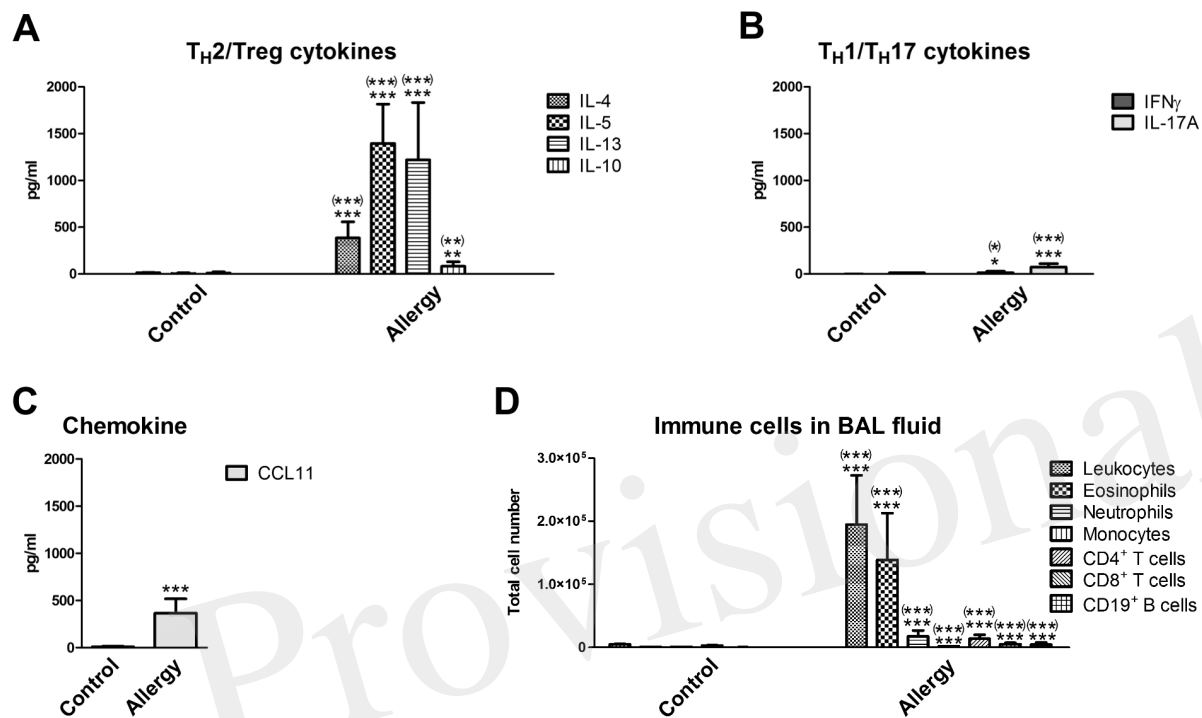 A
T_H2/Treg cytokines
(***)
***
(***)
***
(***)
***
(**)
**
2000
1500
1000
500
0
pg/ml
Control
Allergy
IL-4
IL-5
IL-13
IL-10
B
T_H1/T_H17 cytokines
2000
1500
1000
500
0
pg/ml
(*)
*
(***)
***
Control
Allergy
IFNγ
IL-17A
C
Chemokine
2000
1500
1000
500
0
pg/ml
***
Control
Allergy
CCL11
D
Immune cells in BAL fluid
3.0×10⁵
2.0×10⁵
1.0×10⁵
0
Total cell number
(***)
***
(***)
***
(***)
***
(***)
***
(***)
***
(***)
***
(***)
***
Control
Allergy
Leukocytes
Eosinophils
Neutrophils
Monocytes
CD4⁺ T cells
CD8⁺ T cells
CD19⁺ B cells
Provisional